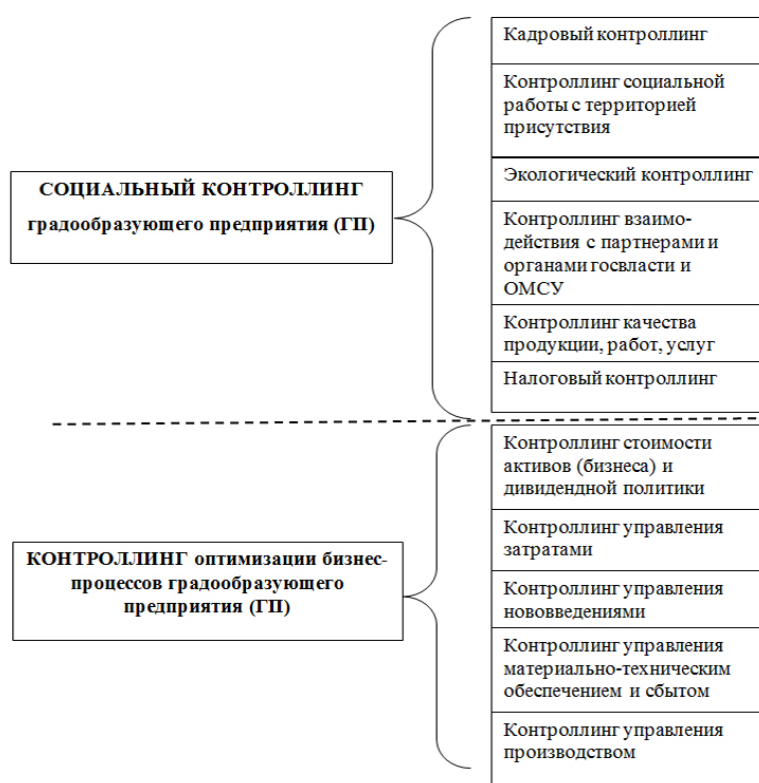 СОЦИАЛЬНЫЙ КОНТРОЛЛИНГ
градообразующего предприятия (ГП)
Кадровый контроллинг
Контроллинг социальной
работы с территорией
присутствия
Экологический контроллинг
Контроллинг взаимо-
действия с партнерами и
органами госвласти и
ОМСУ
Контроллинг качества
продукции, работ, услуг
Налоговый контроллинг
КОНТРОЛЛИНГ оптимизации бизнес-
процессов градообразующего
предприятия (ГП)
Контроллинг стоимости
активов (бизнеса) и
дивидендной политики
Контроллинг управления
затратами
Контроллинг управления
нововведениями
Контроллинг управления
материально-техническим
обеспечением и сбытом
Контроллинг управления
производством